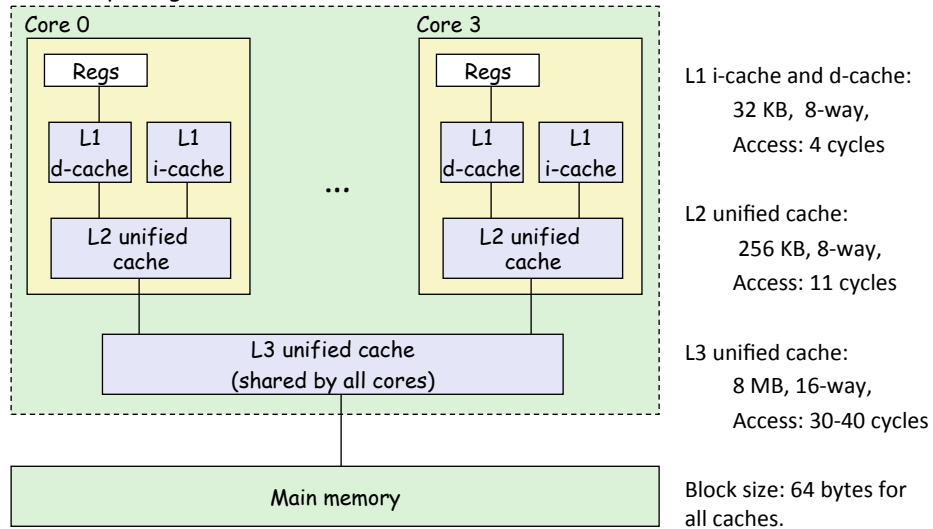 Core 0
Regs
L1
d-cache
L1
i-cache
L2 unified
cache
...
Core 3
Regs
L1
d-cache
L1
i-cache
L2 unified
cache
L3 unified cache
(shared by all cores)
Main memory
L1 i-cache and d-cache:
32 KB, 8-way,
Access: 4 cycles
L2 unified cache:
256 KB, 8-way,
Access: 11 cycles
L3 unified cache:
8 MB, 16-way,
Access: 30-40 cycles
Block size: 64 bytes for
all caches.